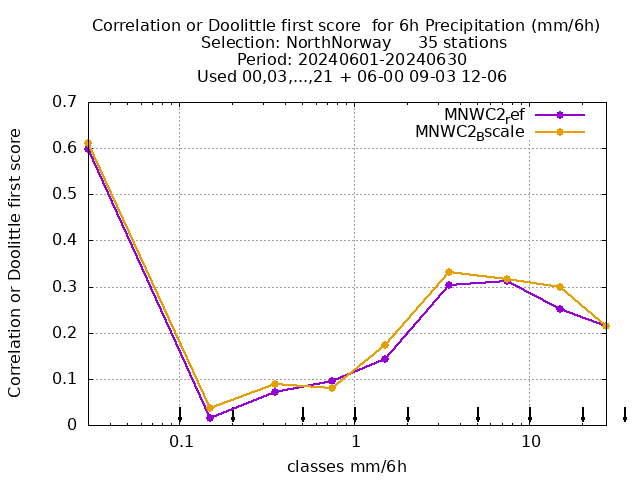 Correlation or Doolittle first score  for 6h Precipitation (mm/6h)
Selection: NorthNorway     35 stations
Period: 20240601-20240630
Used 00,03,...,21 + 06-00 09-03 12-06
MNWC2ref
MNWC2Bscale
0.7
0.6
0.5
0.4
0.3
0.2
0.1
0
Correlation or Doolittle first score
0.1 1 10
classes mm/6h